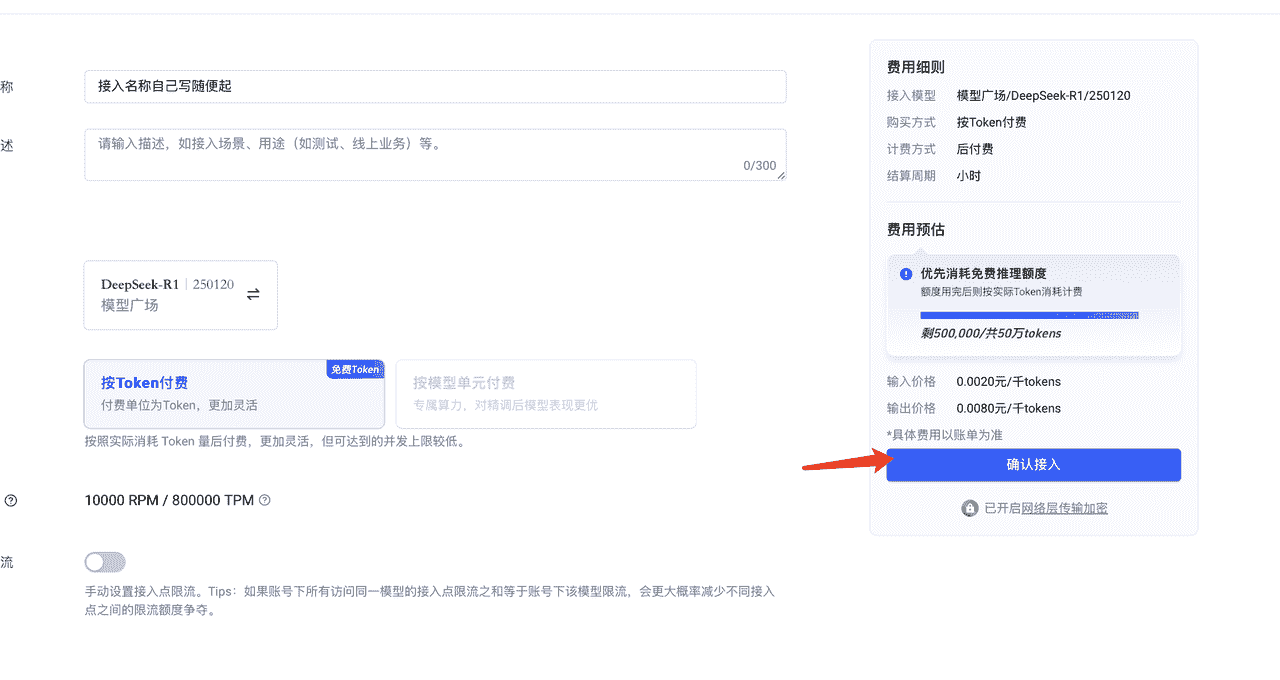 称
接入名称自己写随便起
述
请输入描述，如接入场景、用途（如测试、线上业务）等。
0/300
DeepSeek-R1 | 250120
模型广场
按Token付费
免费Token
付费单位为Token，更加灵活
按模型单元付费
专属算力，对精调后模型表现更优
按照实际消耗 Token 量后付费，更加灵活，但可达到的并发上限较低。
10000 RPM / 800000 TPM
流
手动设置接入点限流。Tips：如果账号下所有访问同一模型的接入点限流之和等于账号下该模型限流，会更大概率减少不同接入
点之间的限流额度争夺。
费用细则
接入模型 模型广场/DeepSeek-R1/250120
购买方式 按Token付费
计费方式 后付费
结算周期 小时
费用预估
优先消耗免费推理额度
额度用完后则按实际Token消耗计费
剩500,000/共50万tokens
输入价格 0.0020元/千tokens
输出价格 0.0080元/千tokens
*具体费用以账单为准
确认接入
已开启网络层传输加密